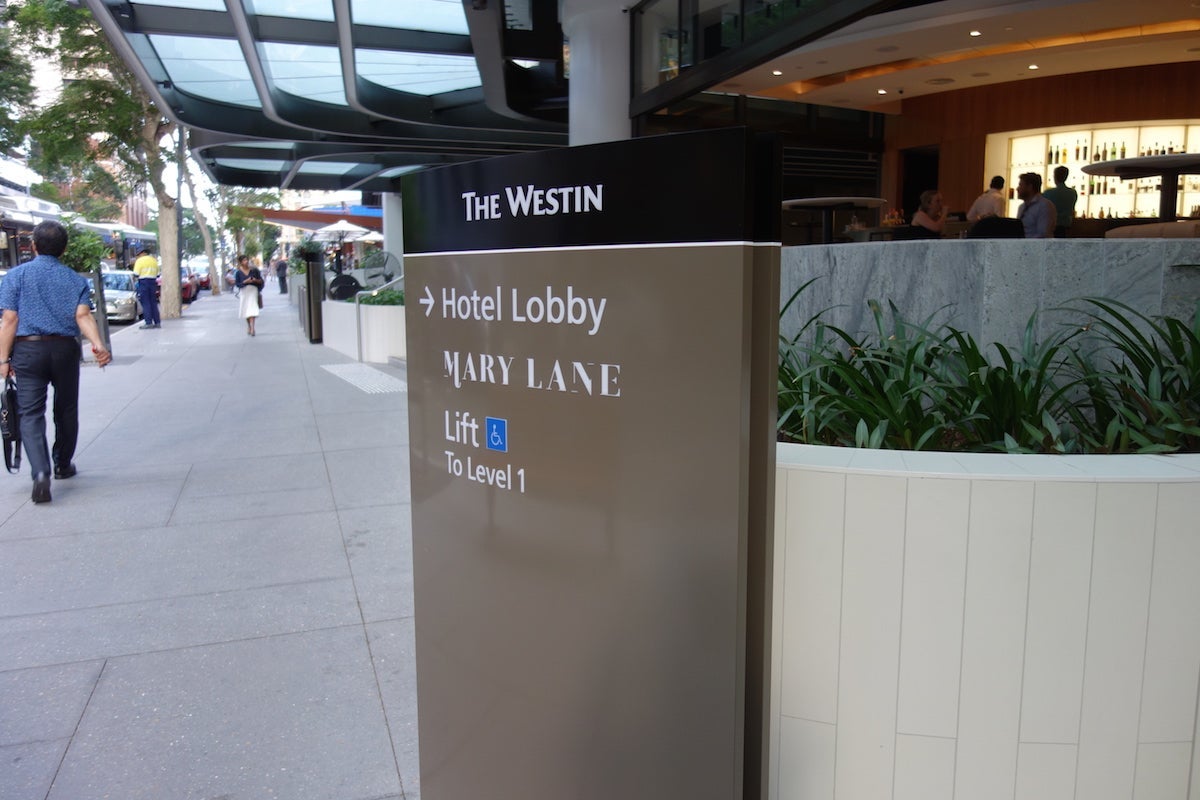 THE WESTIN
→ Hotel Lobby
MARY LANE
Lift
To Level 1